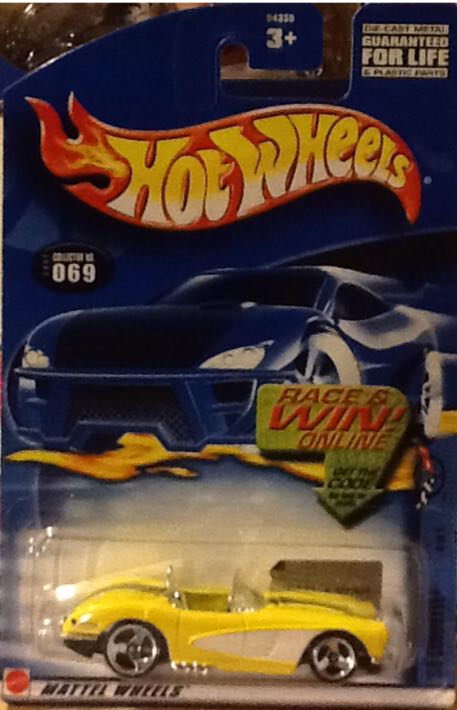 3+
DIE-CAST METAL
GUARANTEED
FOR LIFE
& PLASTIC PARTS
HOT WHEELS
COLLECTOR NO.
069
RACE &
WIN!
ONLINE
GET THE
CODE
MATTEL WHEELS